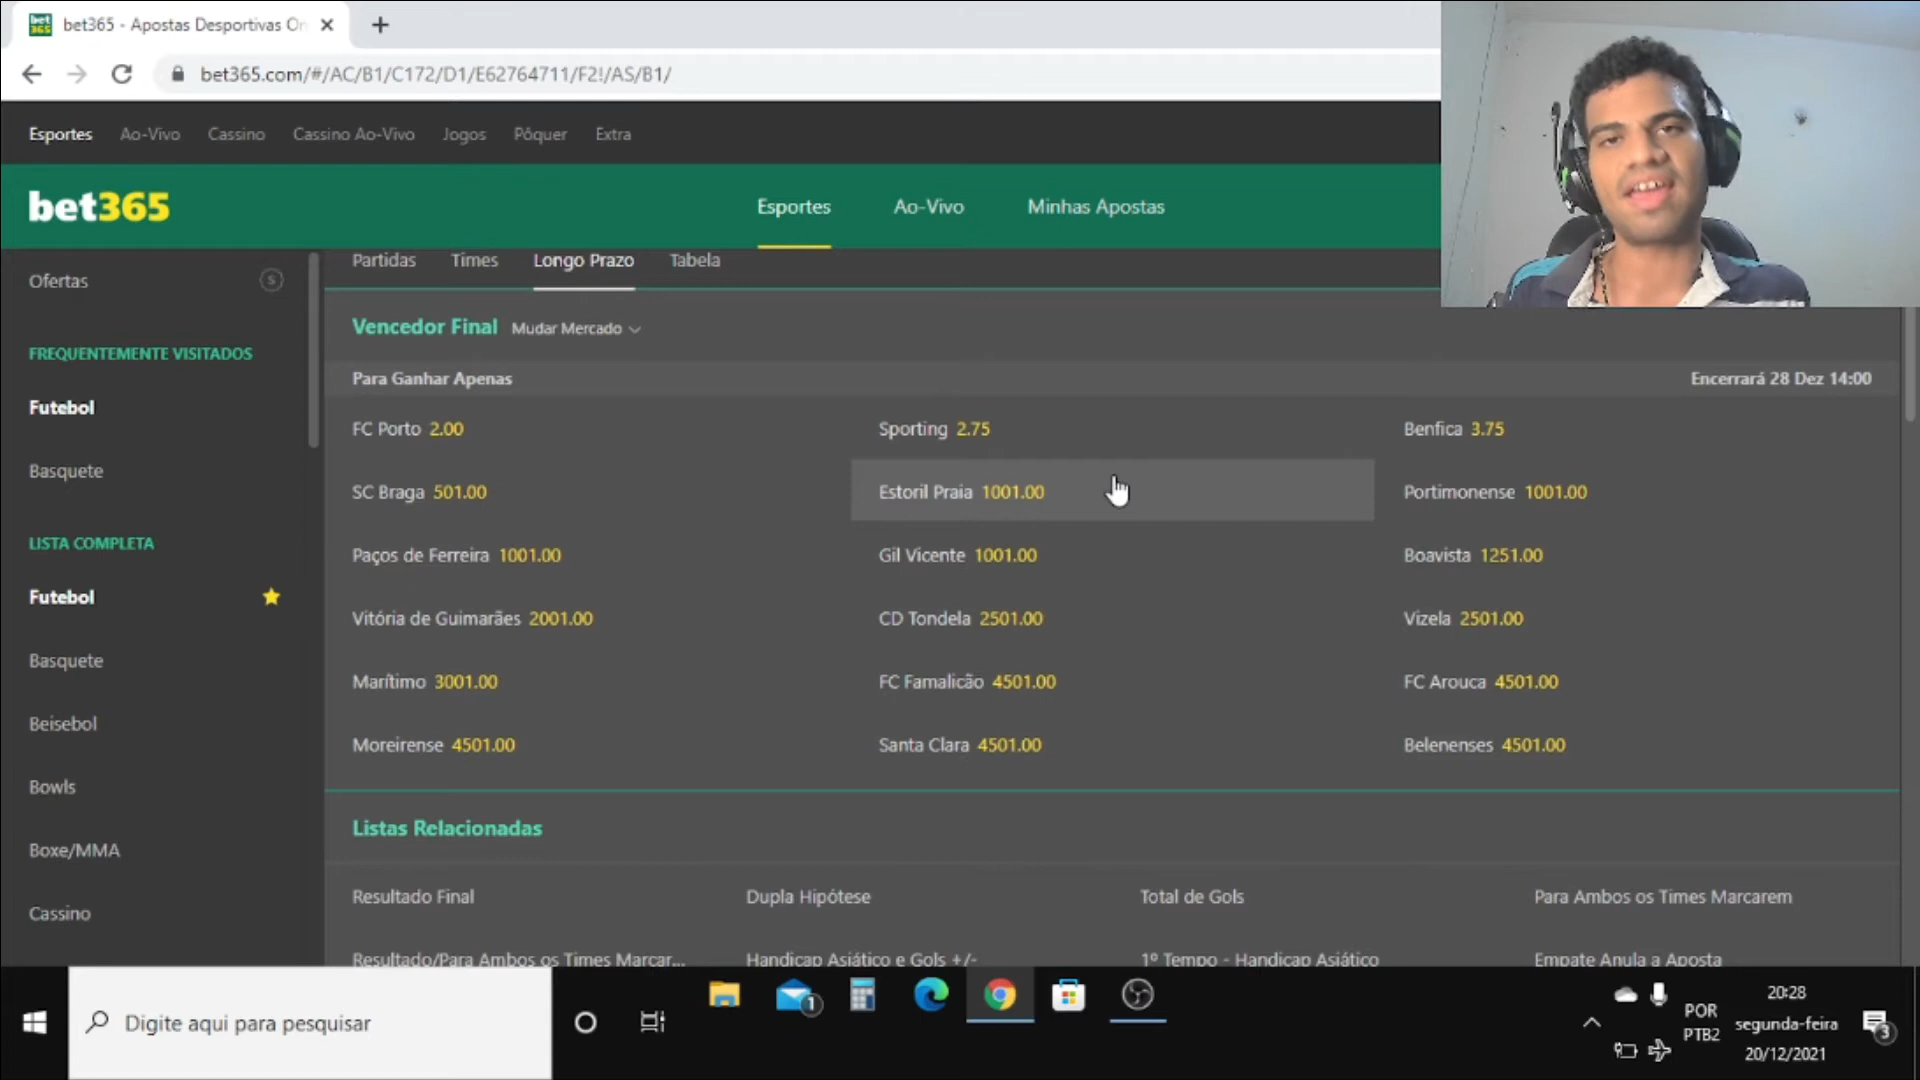 bet365 - Apostas Desportivas On
bet365.com/#/AC/B1/C172/D1/E62764711/F2!/AS/B1/
Esportes Ao-Vivo Cassino Cassino Ao-Vivo Jogos Pôquer Extra
bet365
Esportes Ao-Vivo Minhas Apostas
Ofertas
FREQUENTEMENTE VISITADOS
Futebol
Basquete
LISTA COMPLETA
Futebol
Basquete
Beisebol
Bowls
Boxe/MMA
Cassino
Partidas Times Longo Prazo Tabela
Vencedor Final Mudar Mercado
Para Ganhar Apenas Encerrará 28 Dez 14:00
FC Porto 2.00 Sporting 2.75 Benfica 3.75
SC Braga 501.00 Estoril Praia 1001.00 Portimonense 1001.00
Paços de Ferreira 1001.00 Gil Vicente 1001.00 Boavista 1251.00
Vitória de Guimarães 2001.00 CD Tondela 2501.00 Vizela 2501.00
Marítimo 3001.00 FC Famalicão 4501.00 FC Arouca 4501.00
Moreirense 4501.00 Santa Clara 4501.00 Belenenses 4501.00
Listas Relacionadas
Resultado Final Dupla Hipótese Total de Gols Para Ambos os Times Marcarem
Resultado/Para Ambos os Times Marcar... Handicap Asiático e Gols +/- 1º Tempo - Handicap Asiático Empate Anula a Aposta
Digite aqui para pesquisar
1
POR
PTB2
20:28
segunda-feira
20/12/2021
3